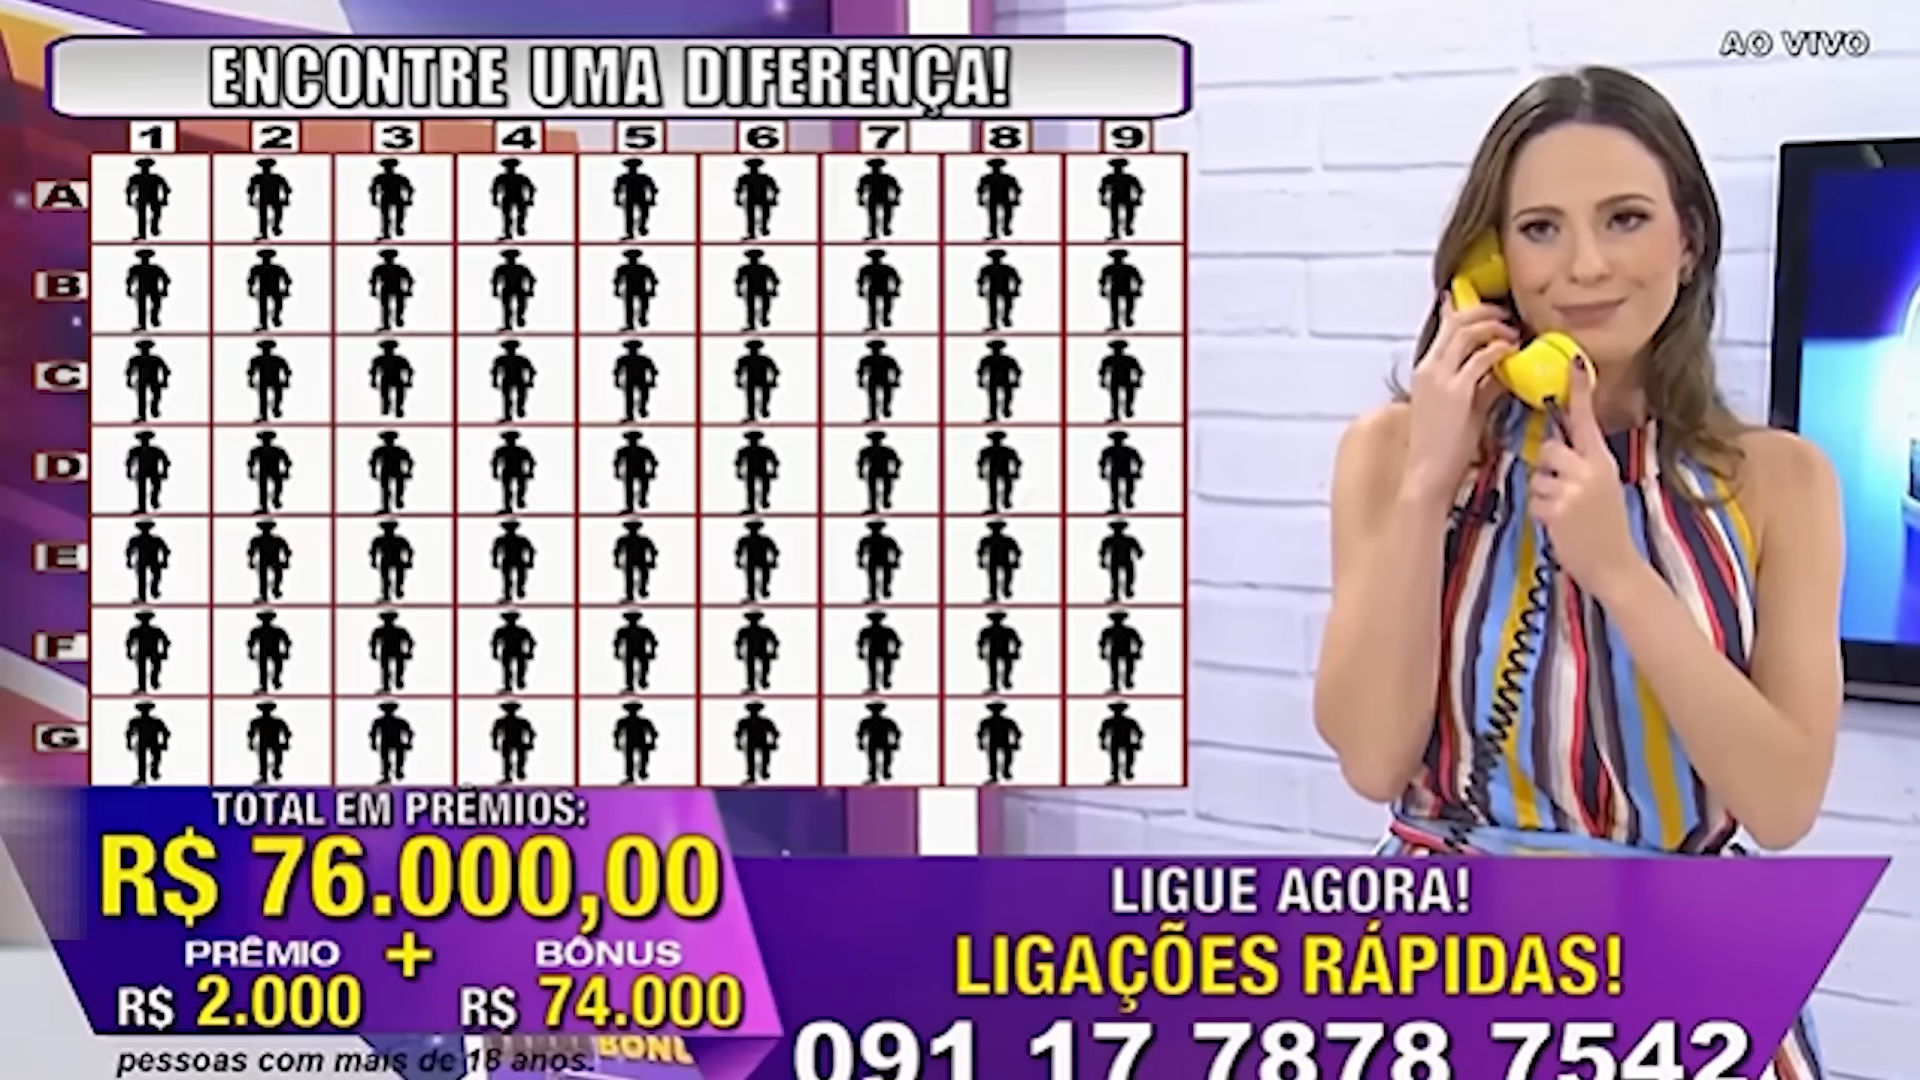 AO VIVO
ENCONTRE UMA DIFERENÇA!
1 2 3 4 5 6 7 8 9
A
B
C
D
E
F
G
TOTAL EM PRÊMIOS:
R$ 76.000,00
PRÊMIO + BÔNUS
R$ 2.000 R$ 74.000
pessoas com mais de 18 anos.
LIGUE AGORA!
LIGAÇÕES RÁPIDAS!
091 17 7878 7542